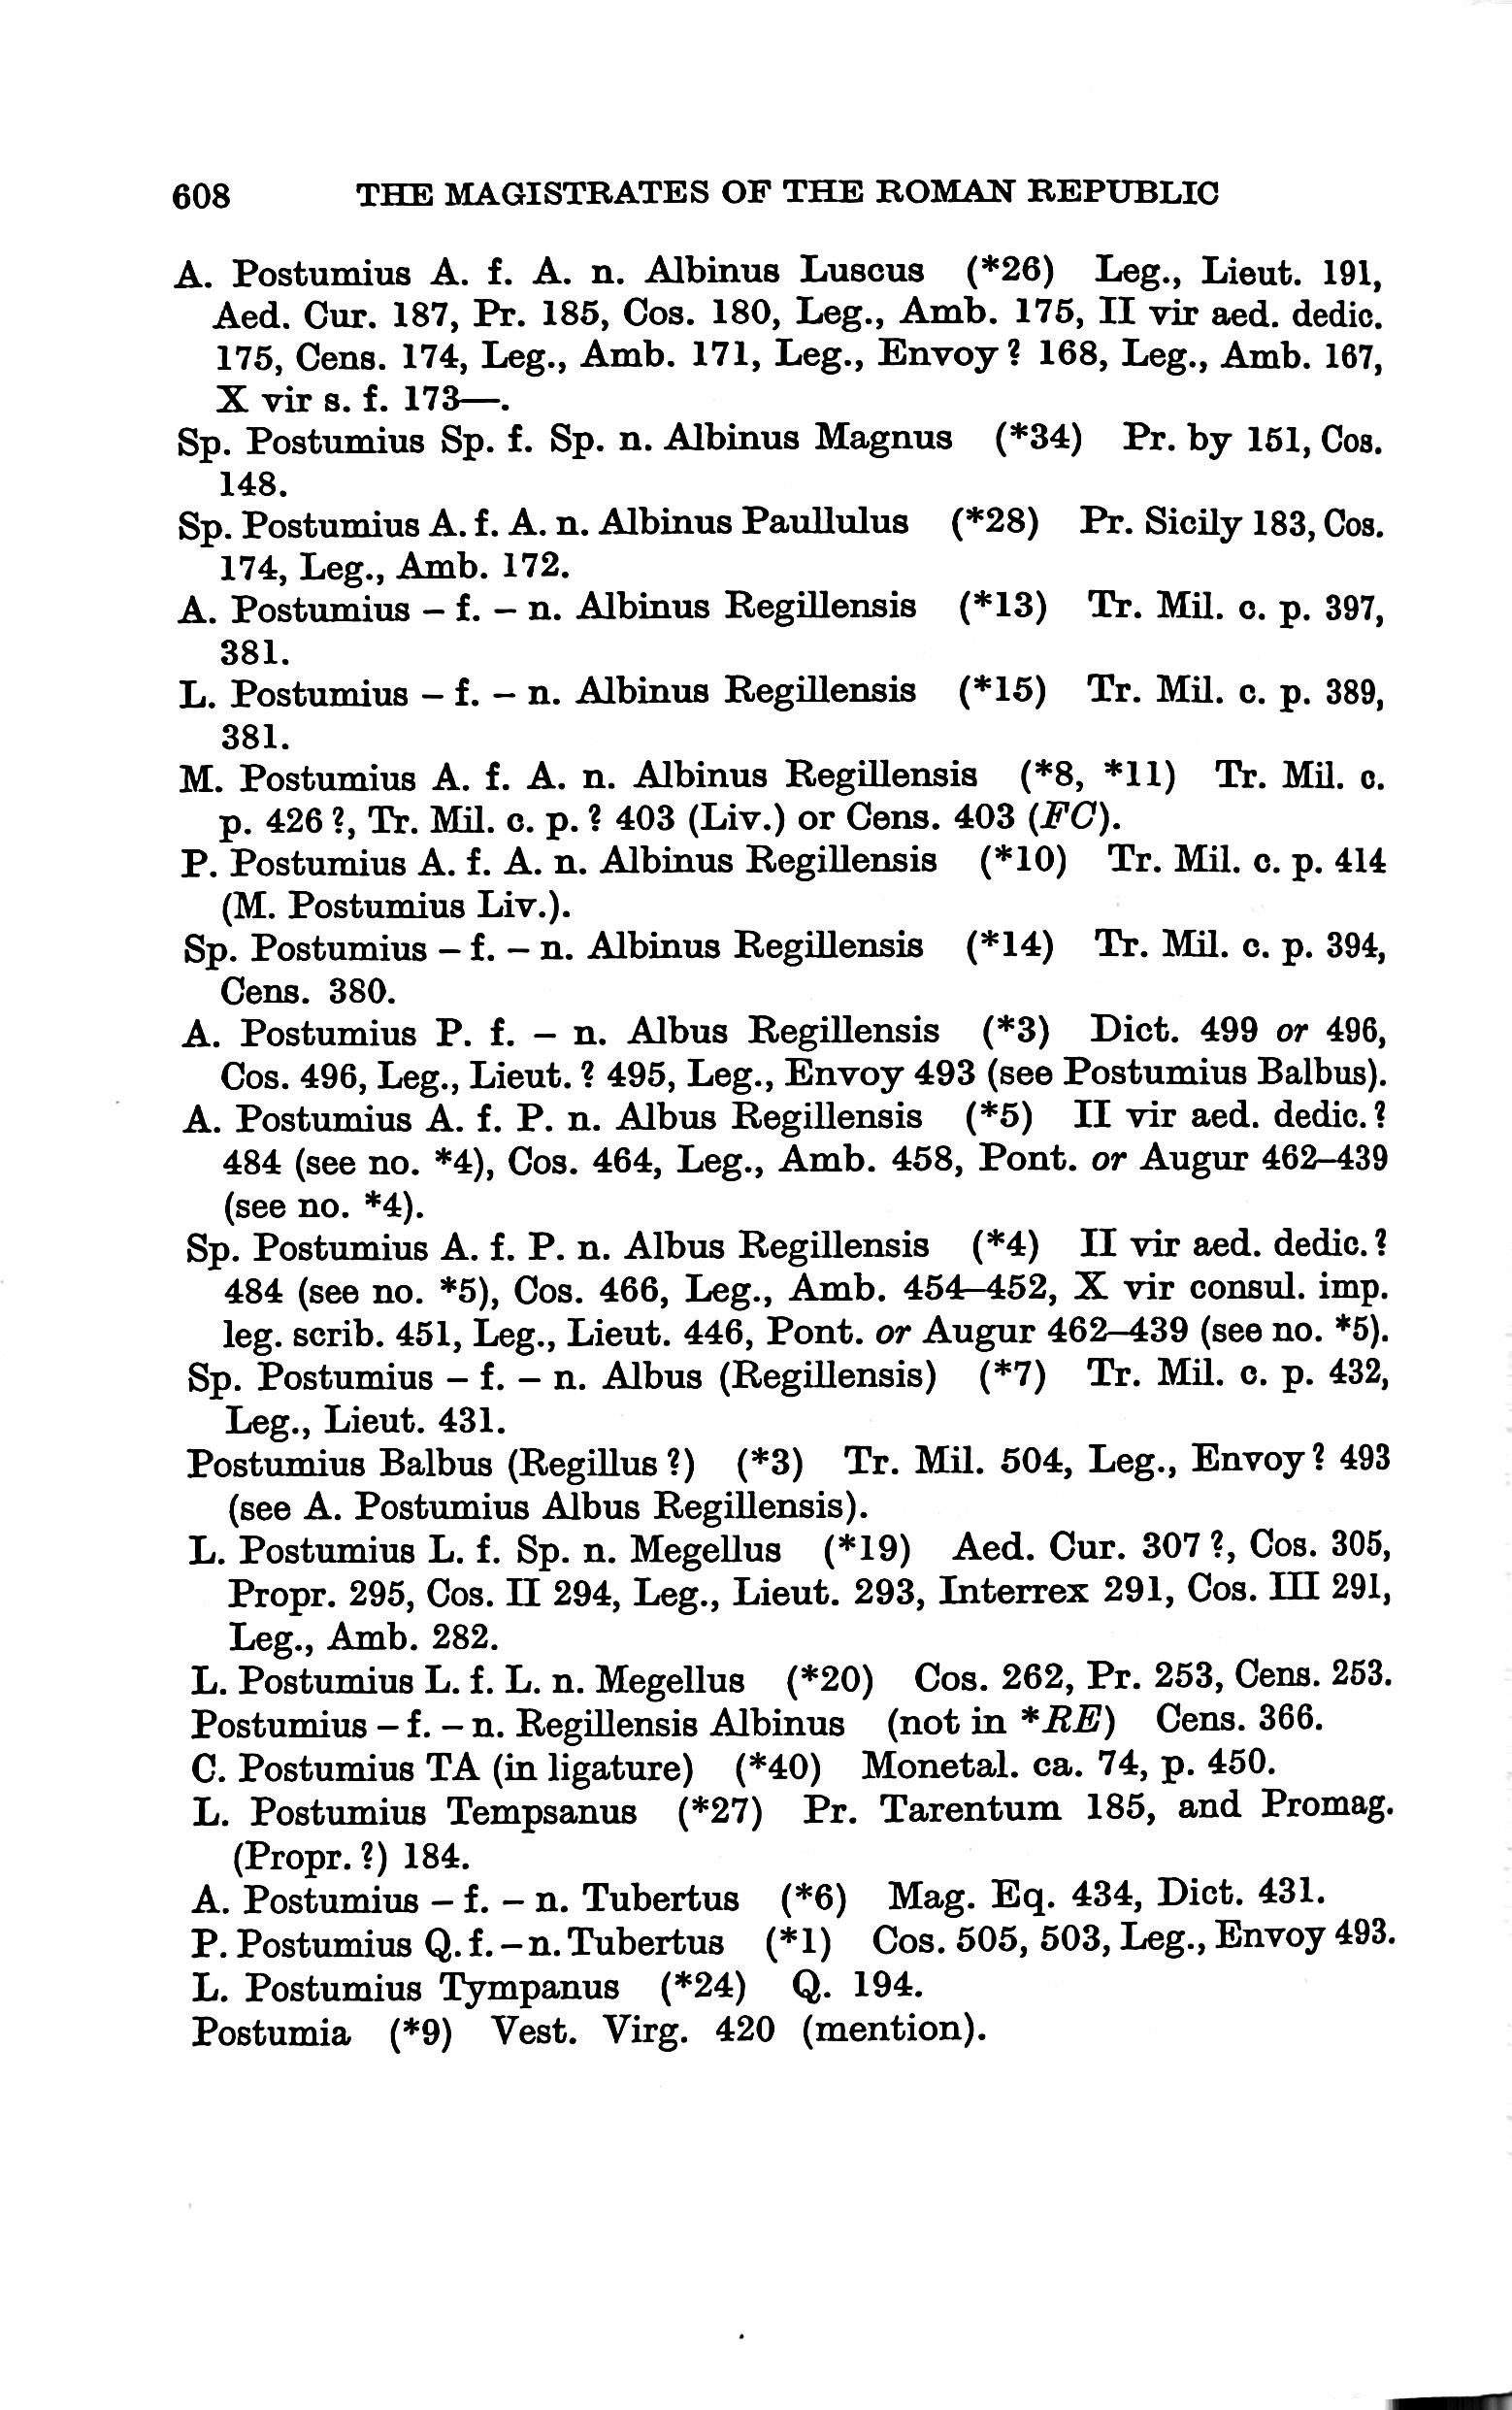 608 THE MAGISTRATES OF THE ROMAN REPUBLIC
A. Postumius A. f. A. n. Albinus Luscus (*26) Leg., Lieut. 191,
Aed. Cur. 187, Pr. 185, Cos. 180, Leg., Amb. 175, II vir aed. dedic.
175, Cens. 174, Leg., Amb. 171, Leg., Envoy? 168, Leg., Amb. 167,
X vir s. f. 173—.
Sp. Postumius Sp. f. Sp. n. Albinus Magnus (*34) Pr. by 151, Cos.
148.
Sp. Postumius A. f. A. n. Albinus Paullulus (*28) Pr. Sicily 183, Cos.
174, Leg., Amb. 172.
A. Postumius – f. – n. Albinus Regillensis (*13) Tr. Mil. c. p. 397,
381.
L. Postumius – f. – n. Albinus Regillensis (*15) Tr. Mil. c. p. 389,
381.
M. Postumius A. f. A. n. Albinus Regillensis (*8, *11) Tr. Mil. c.
p. 426?, Tr. Mil. c. p.? 403 (Liv.) or Cens. 403 (FC).
P. Postumius A. f. A. n. Albinus Regillensis (*10) Tr. Mil. c. p. 414
(M. Postumius Liv.).
Sp. Postumius – f. – n. Albinus Regillensis (*14) Tr. Mil. c. p. 394,
Cens. 380.
A. Postumius P. f. – n. Albus Regillensis (*3) Dict. 499 or 496,
Cos. 496, Leg., Lieut.? 495, Leg., Envoy 493 (see Postumius Balbus).
A. Postumius A. f. P. n. Albus Regillensis (*5) II vir aed. dedic.?
484 (see no. *4), Cos. 464, Leg., Amb. 458, Pont. or Augur 462–439
(see no. *4).
Sp. Postumius A. f. P. n. Albus Regillensis (*4) II vir aed. dedic.?
484 (see no. *5), Cos. 466, Leg., Amb. 454–452, X vir consul. imp.
leg. scrib. 451, Leg., Lieut. 446, Pont. or Augur 462–439 (see no. *5).
Sp. Postumius – f. – n. Albus (Regillensis) (*7) Tr. Mil. c. p. 432,
Leg., Lieut. 431.
Postumius Balbus (Regillus?) (*3) Tr. Mil. 504, Leg., Envoy? 493
(see A. Postumius Albus Regillensis).
L. Postumius L. f. Sp. n. Megellus (*19) Aed. Cur. 307?, Cos. 305,
Propr. 295, Cos. II 294, Leg., Lieut. 293, Interrex 291, Cos. III 291,
Leg., Amb. 282.
L. Postumius L. f. L. n. Megellus (*20) Cos. 262, Pr. 253, Cens. 253.
Postumius – f. – n. Regillensis Albinus (not in *RE) Cens. 366.
C. Postumius TA (in ligature) (*40) Monetal. ca. 74, p. 450.
L. Postumius Tempsanus (*27) Pr. Tarentum 185, and Promag.
(Propr.?) 184.
A. Postumius – f. – n. Tubertus (*6) Mag. Eq. 434, Dict. 431.
P. Postumius Q. f. – n. Tubertus (*1) Cos. 505, 503, Leg., Envoy 493.
L. Postumius Tympanus (*24) Q. 194.
Postumia (*9) Vest. Virg. 420 (mention).